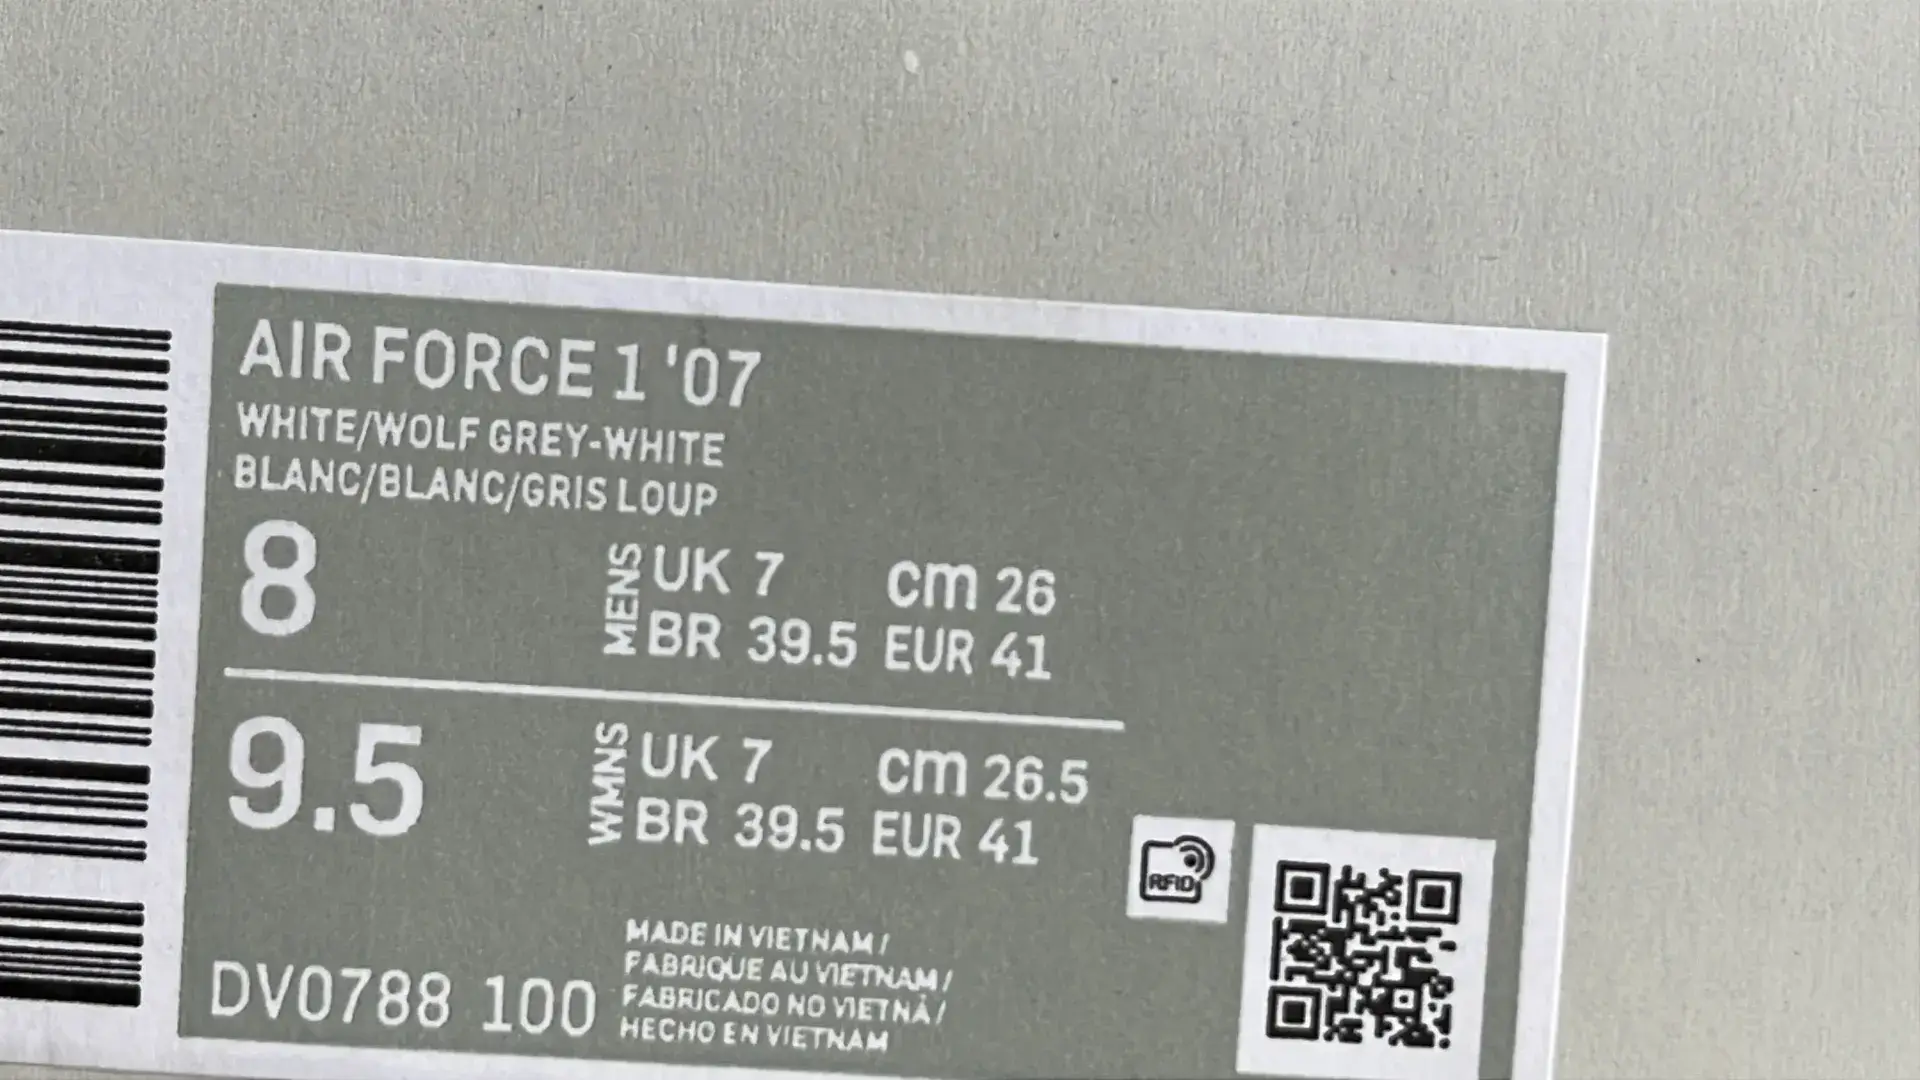 AIR FORCE 1 '07
WHITE/WOLF GREY-WHITE
BLANC/BLANC/GRIS LOUP
8
MENS
UK 7 cm 26
BR 39.5 EUR 41
9.5
WMNS
UK 7 cm 26.5
BR 39.5 EUR 41
RFID
DV0788 100
MADE IN VIETNAM /
FABRIQUE AU VIETNAM /
FABRICADO NO VIETNÃ /
HECHO EN VIETNAM